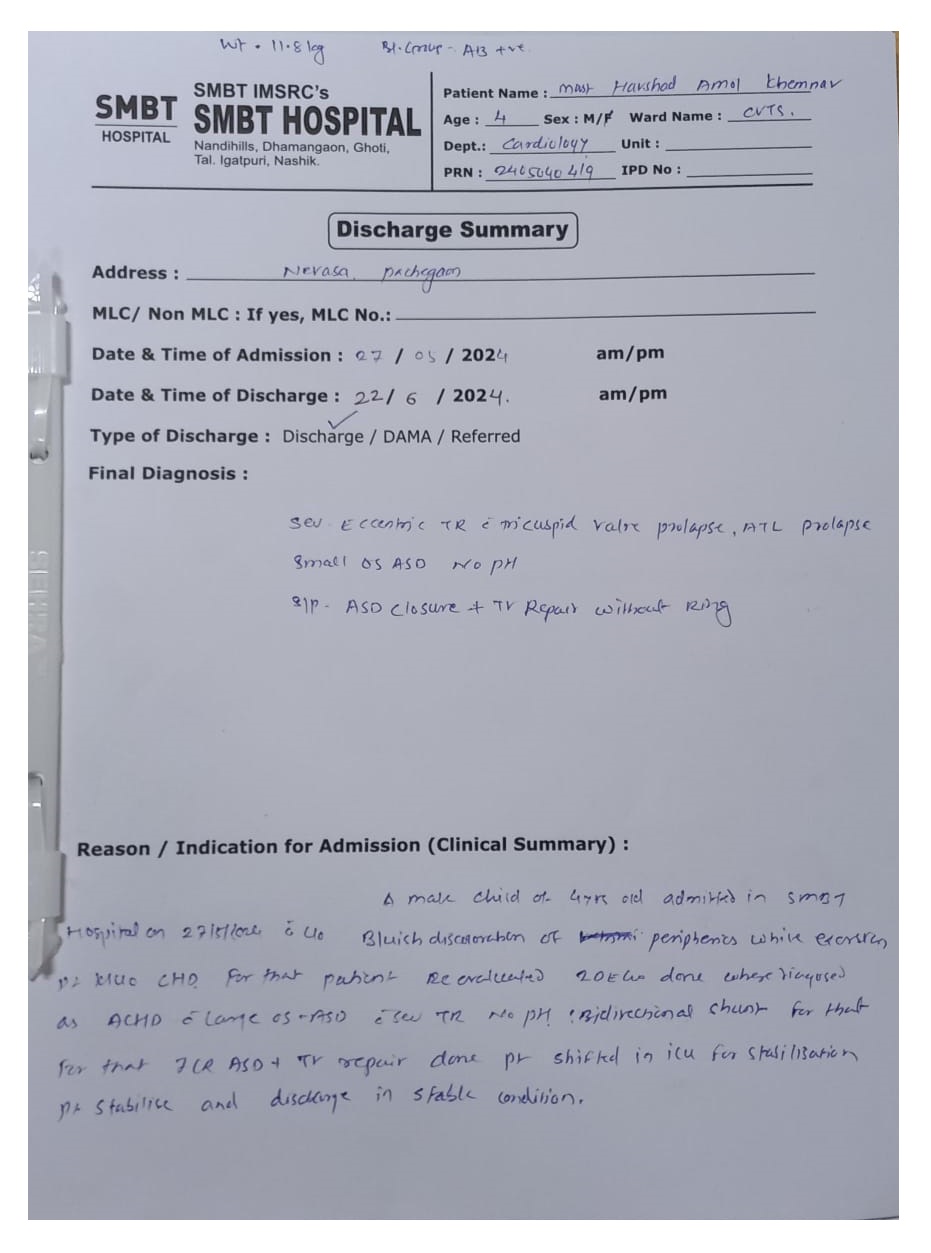 Wt. 11.8 kg Bl. Group - AB +ve.
SMBT HOSPITAL
SMBT IMSRC's
SMBT HOSPITAL
Nandihills, Dhamangaon, Ghoti,
Tal. Igatpuri, Nashik.
Patient Name : Mast Harshad Amol Khemnar
Age : 4 Sex : M/F Ward Name : CVTS.
Dept.: Cardiology Unit :
PRN : 2405040419 IPD No :
Discharge Summary
Address : Nevasa, pachegaon
MLC/ Non MLC : If yes, MLC No.:
Date & Time of Admission : 27 / 05 / 2024 am/pm
Date & Time of Discharge : 22/ 6 / 2024. am/pm
Type of Discharge : Discharge / DAMA / Referred
Final Diagnosis :
Sev. Eccentric TR c̄ tricuspid valve prolapse, ATL prolapse
Small OS ASD No PH
S/P - ASD Closure + TV Repair without Ring
Reason / Indication for Admission (Clinical Summary) :
A male child of 4yrs old admitted in SMBT
Hospital on c̄ c/o Bluish discoloration of while
pt k/c/o CHD. For that patient Re evaluated 2DEcho done where diagnosed
as ACHD c̄ Large OS-ASD c̄ sev TR No PH, Bidirectional shunt for that
For that ICR ASD + TV repair done pt shifted in icu for stabilisation
pt stabilise and discharge in stable condition.